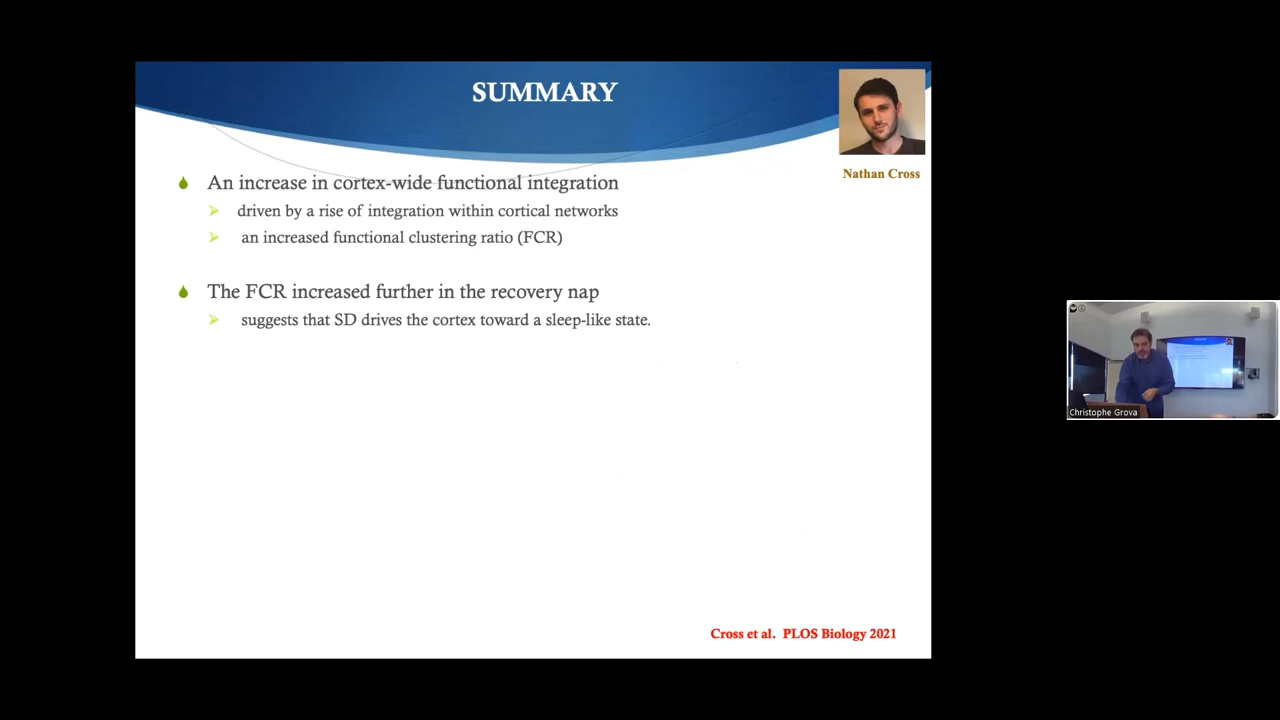 SUMMARY
Nathan Cross
An increase in cortex-wide functional integration
driven by a rise of integration within cortical networks
an increased functional clustering ratio (FCR)
The FCR increased further in the recovery nap
suggests that SD drives the cortex toward a sleep-like state.
Cross et al. PLOS Biology 2021
Christophe Grova